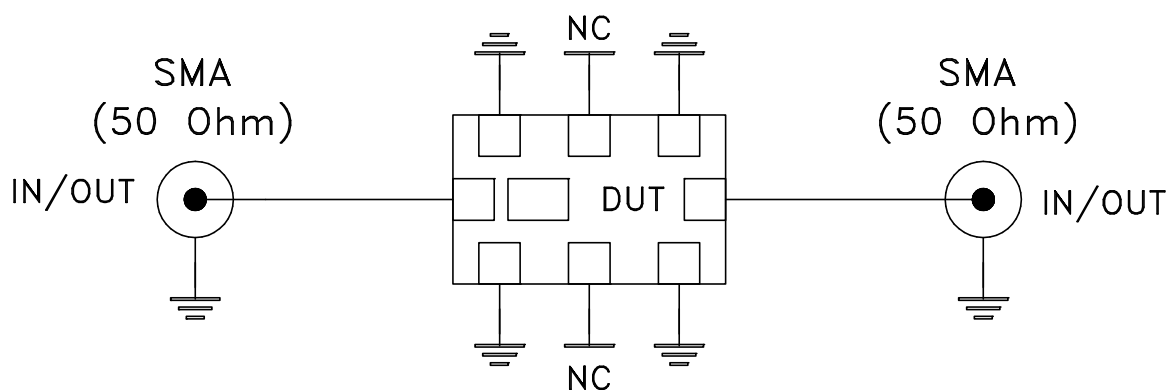 NC
SMA
(50 Ohm)
SMA
(50 Ohm)
IN/OUT
DUT
IN/OUT
NC